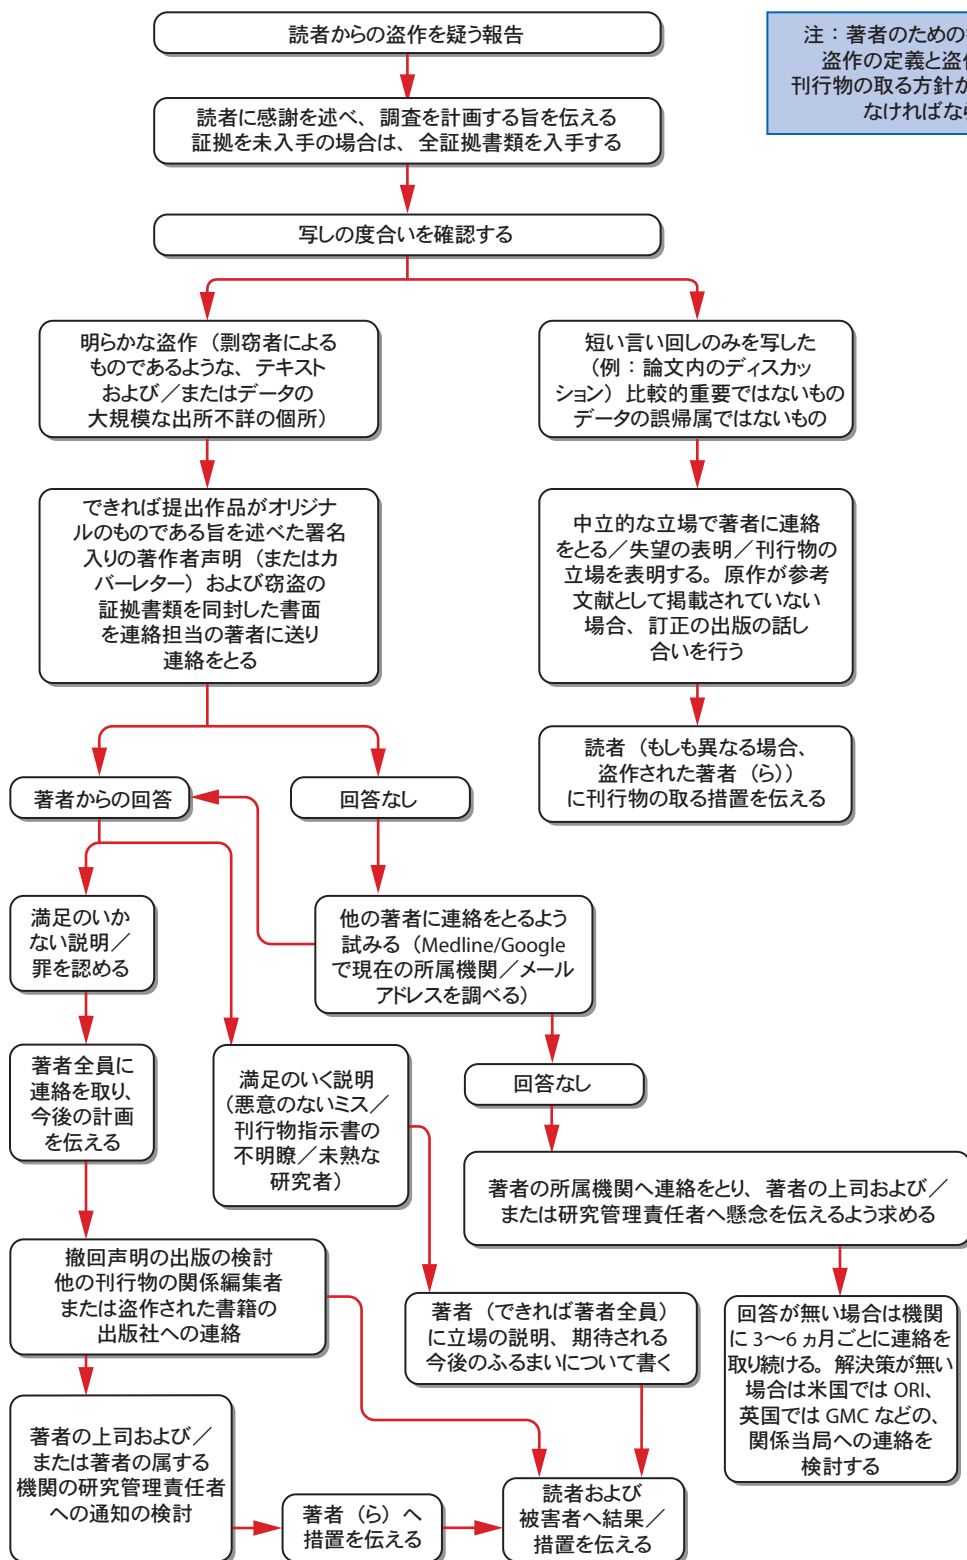 読者からの盗作を疑う報告
注：著者のための
盗作の定義と盗
刊行物の取る方針が
なければなら
読者に感謝を述べ、調査を計画する旨を伝える
証拠を未入手の場合は、全証拠書類を入手する
写しの度合いを確認する
明らかな盗作（剽窃者による
ものであるような、テキスト
および／またはデータの
大規模な出所不詳の個所）
短い言い回しのみを写した
（例：論文内のディスカッ
ション）比較的重要ではないもの
データの誤帰属ではないもの
できれば提出作品がオリジナ
ルのものである旨を述べた署名
入りの著作者声明（またはカ
バーレター）および窃盗の
証拠書類を同封した書面
を連絡担当の著者に送り
連絡をとる
中立的な立場で著者に連絡
をとる／失望の表明／刊行物の
立場を表明する。原作が参考
文献として掲載されていない
場合、訂正の出版の話し
合いを行う
読者（もしも異なる場合、
盗作された著者（ら））
に刊行物の取る措置を伝える
著者からの回答
回答なし
満足のいか
ない説明／
罪を認める
他の著者に連絡をとるよう
試みる（Medline/Google
で現在の所属機関／メール
アドレスを調べる）
著者全員に
連絡を取り、
今後の計画
を伝える
満足のいく説明
（悪意のないミス／
刊行物指示書の
不明瞭／未熟な
研究者）
回答なし
著者の所属機関へ連絡をとり、著者の上司および／
または研究管理責任者へ懸念を伝えるよう求める
撤回声明の出版の検討
他の刊行物の関係編集者
または盗作された書籍の
出版社への連絡
著者（できれば著者全員）
に立場の説明、期待される
今後のふるまいについて書く
回答が無い場合は機関
に 3～6 ヵ月ごとに連絡を
取り続ける。解決策が無い
場合は米国では ORI、
英国では GMC などの、
関係当局への連絡を
検討する
著者の上司および／
または著者の属する
機関の研究管理責任者
への通知の検討
著者（ら）へ
措置を伝える
読者および
被害者へ結果／
措置を伝える